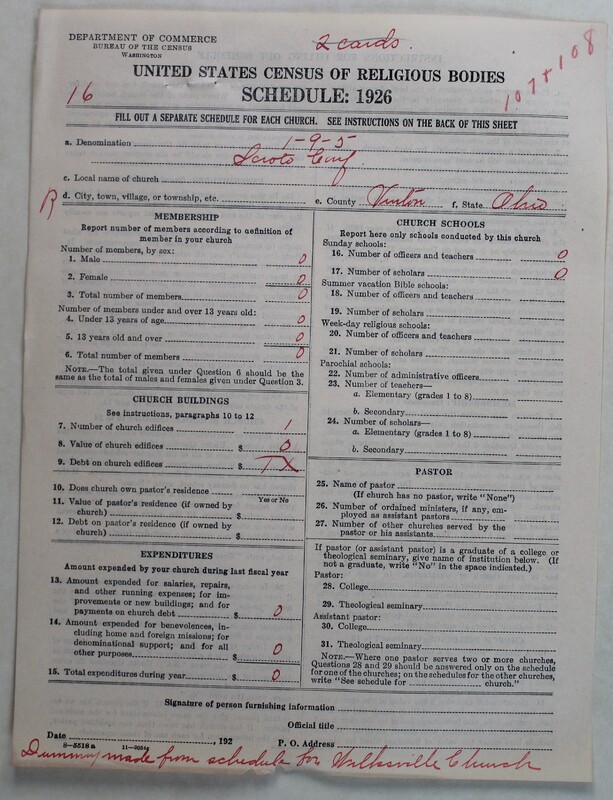 DEPARTMENT OF COMMERCE
BUREAU OF THE CENSUS
WASHINGTON
2 cards.
UNITED STATES CENSUS OF RELIGIOUS BODIES
16
SCHEDULE: 1926
107+108
FILL OUT A SEPARATE SCHEDULE FOR EACH CHURCH. SEE INSTRUCTIONS ON THE BACK OF THIS SHEET
a. Denomination 1-9-5
Scioto Conf
c. Local name of church
R d. City, town, village, or township, etc. e. County Vinton f. State Ohio
MEMBERSHIP
Report number of members according to definition of
member in your church
Number of members, by sex:
1. Male 0
2. Female 0
3. Total number of members 0
Number of members under and over 13 years old:
4. Under 13 years of age 0
5. 13 years old and over 0
6. Total number of members 0
NOTE.—The total given under Question 6 should be the
same as the total of males and females given under Question 3.
CHURCH BUILDINGS
See instructions, paragraphs 10 to 12
7. Number of church edifices 1
8. Value of church edifices $ 0
9. Debt on church edifices $ 1X
10. Does church own pastor's residence
Yes or No
11. Value of pastor's residence (if owned by
church) $
12. Debt on pastor's residence (if owned by
church) $
EXPENDITURES
Amount expended by your church during last fiscal year
13. Amount expended for salaries, repairs,
and other running expenses; for im-
provements or new buildings; and for
payments on church debt $ 0
14. Amount expended for benevolences, in-
cluding home and foreign missions; for
denominational support; and for all
other purposes $ 0
15. Total expenditures during year $ 0
CHURCH SCHOOLS
Report here only schools conducted by this church
Sunday schools:
16. Number of officers and teachers 0
17. Number of scholars 0
Summer vacation Bible schools:
18. Number of officers and teachers
19. Number of scholars
Week-day religious schools:
20. Number of officers and teachers
21. Number of scholars
Parochial schools:
22. Number of administrative officers
23. Number of teachers—
a. Elementary (grades 1 to 8)
b. Secondary
24. Number of scholars—
a. Elementary (grades 1 to 8)
b. Secondary
PASTOR
25. Name of pastor
(If church has no pastor, write "None")
26. Number of ordained ministers, if any, em-
ployed as assistant pastors
27. Number of other churches served by the
pastor or his assistants
If pastor (or assistant pastor) is a graduate of a college or
theological seminary, give name of institution below. (If
not a graduate, write "No" in the space indicated.)
Pastor:
28. College
29. Theological seminary
Assistant pastor:
30. College
31. Theological seminary
NOTE.—Where one pastor serves two or more churches,
Questions 28 and 29 should be answered only on the schedule
for one of the churches; on the schedules for the other churches,
write "See schedule for church."
Signature of person furnishing information
Official title
Date , 192 P. O. Address
8-5518a
Dummy made from schedule for Wilksville Church